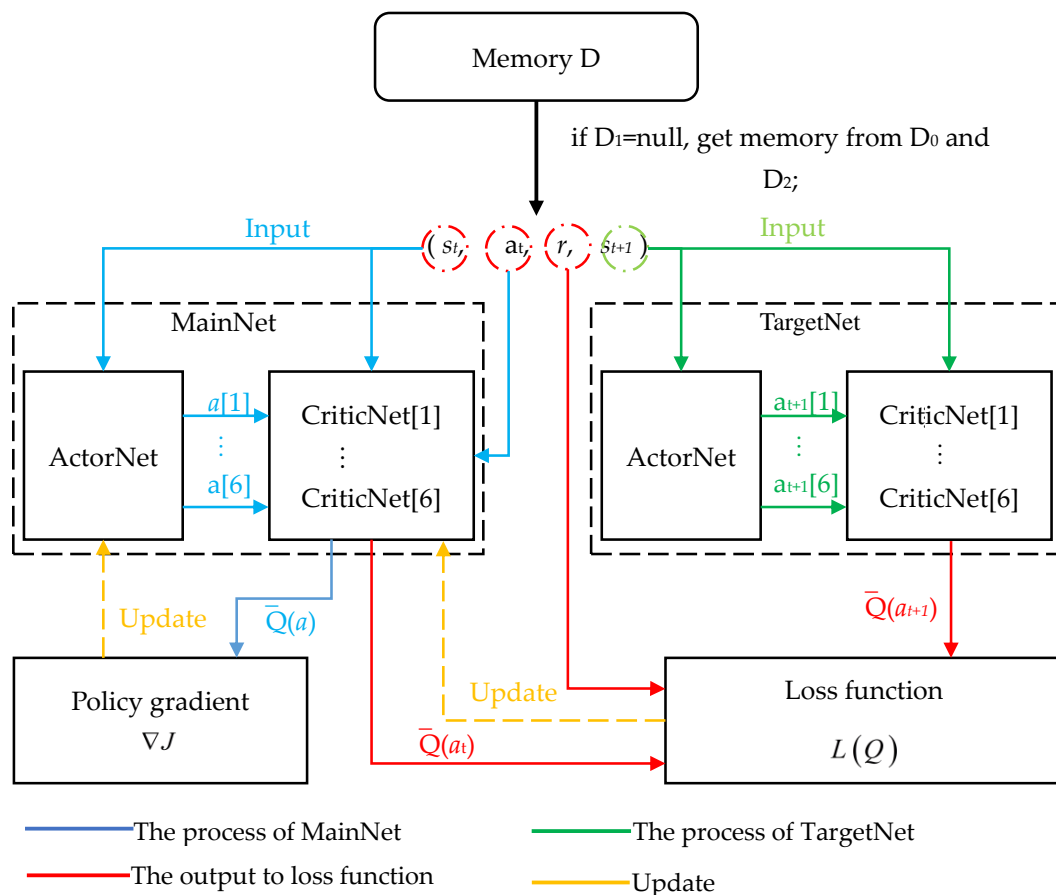 Memory D
if D₁=null, get memory from D₀ and
D₂;
Input
( sₜ, aₜ, r, sₜ₊₁ )
Input
MainNet
TargetNet
ActorNet
a[1]
⋮
a[6]
CriticNet[1]
⋮
CriticNet[6]
ActorNet
aₜ₊₁[1]
⋮
aₜ₊₁[6]
CriticNet[1]
⋮
CriticNet[6]
Update
Q̅(a)
Q̅(aₜ₊₁)
Policy gradient
∇J
Update
Q̅(aₜ)
Loss function
L(Q)
The process of MainNet
The process of TargetNet
The output to loss function
Update